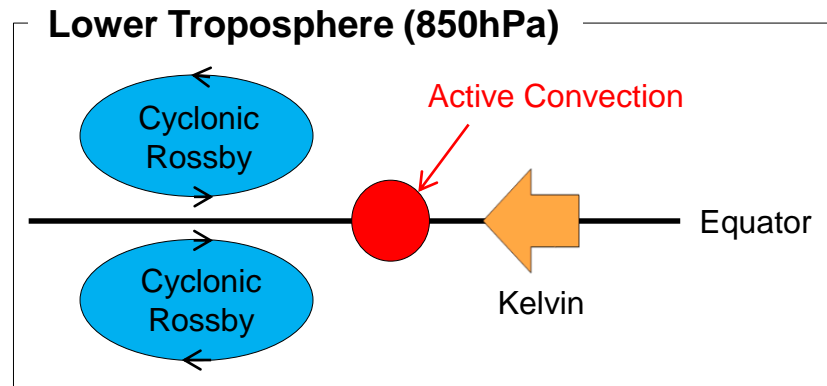 Lower Troposphere (850hPa)
Active Convection
Cyclonic
Rossby
Equator
Cyclonic
Rossby
Kelvin